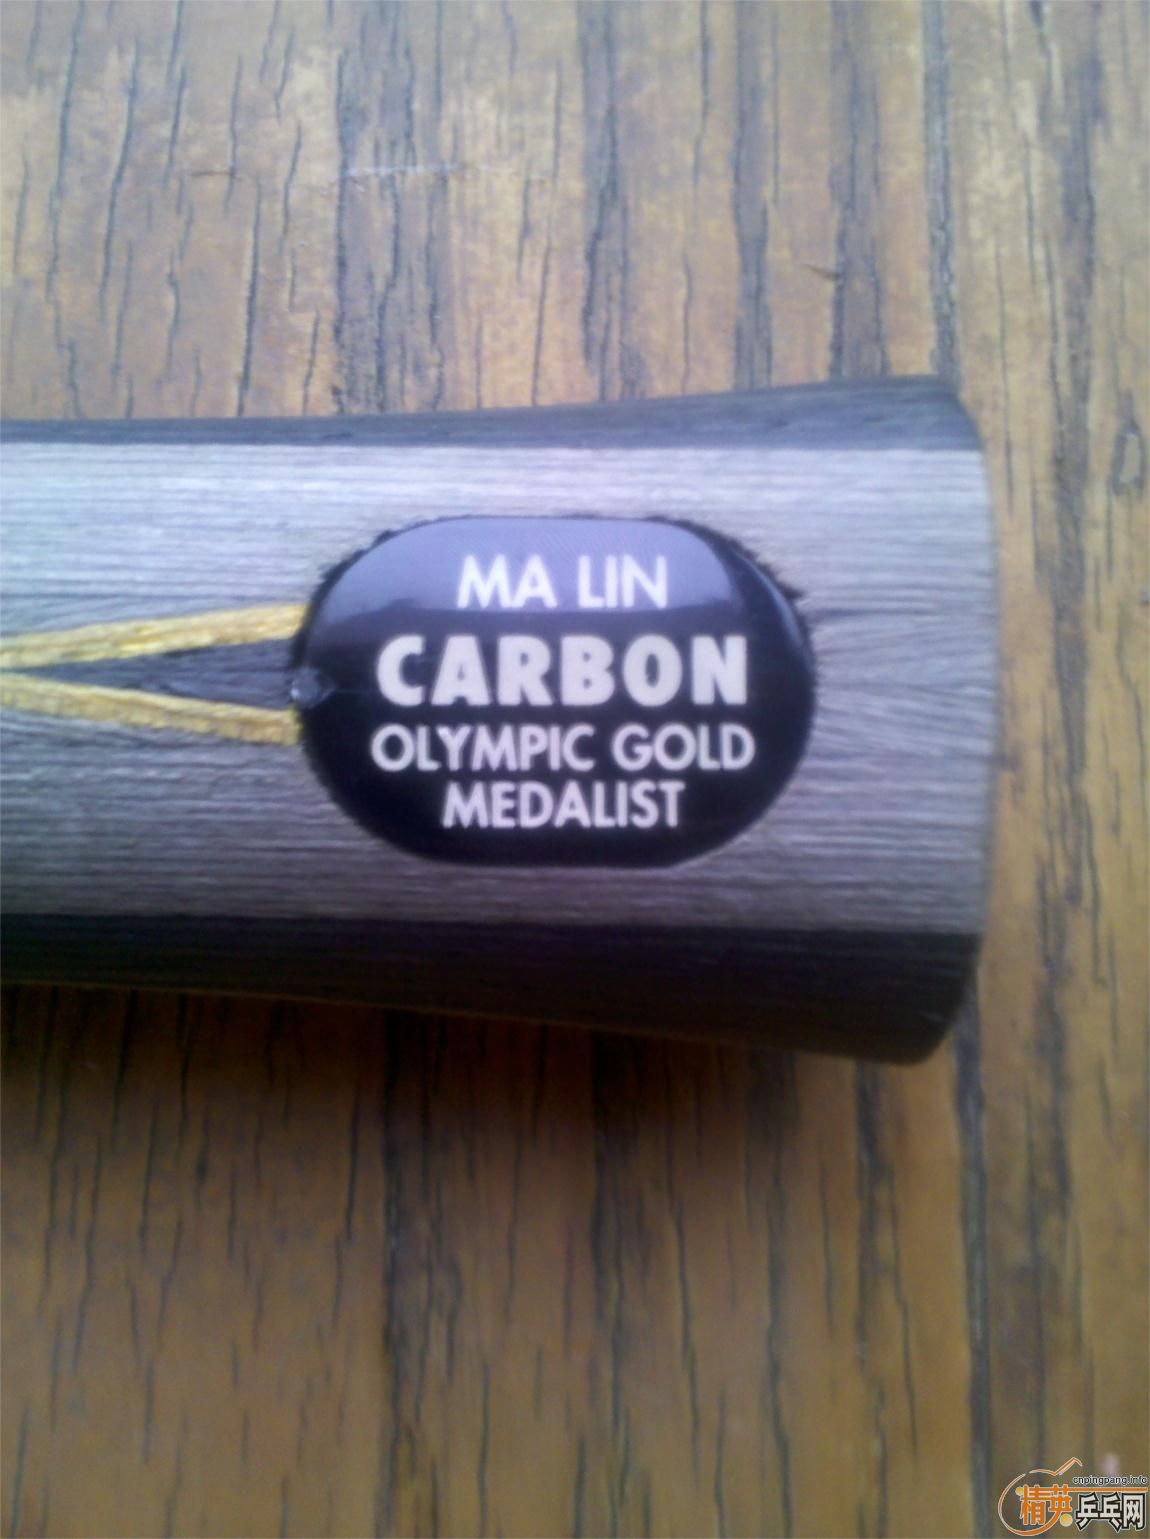 MA LIN
CARBON
OLYMPIC GOLD
MEDALIST
cnpingpang.info
精英乒乓网